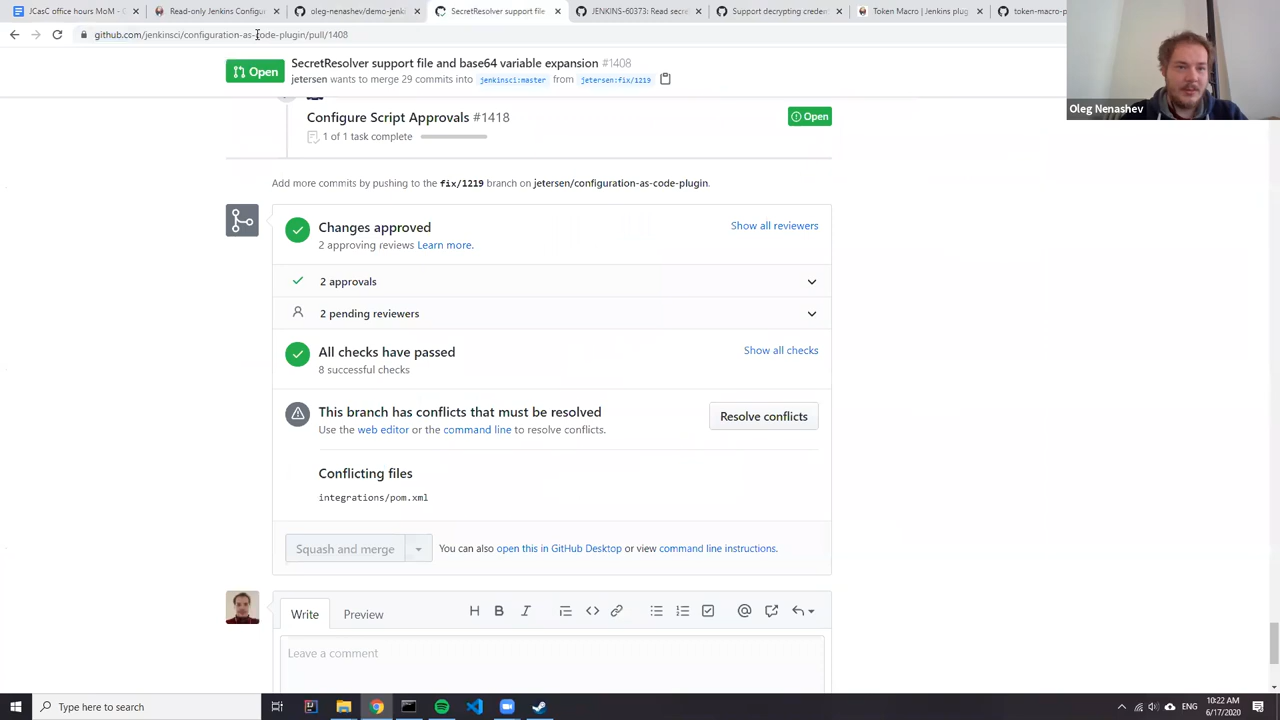 JCasC office hours MoM - G
Read-only Jenkins Configur
oleg-nenashev/demo-jenkin
SecretResolver support file
JENKINS-60373: Read secre
Support decrypting creden
Token Macro | Jenkins plug
token-macro-p
github.com/jenkinsci/configuration-as-code-plugin/pull/1408
Open
SecretResolver support file and base64 variable expansion #1408
jetersen wants to merge 29 commits into jenkinsci:master from jetersen:fix/1219
Oleg Nenashev
Configure Script Approvals #1418
Open
1 of 1 task complete
Add more commits by pushing to the fix/1219 branch on jetersen/configuration-as-code-plugin.
Changes approved
Show all reviewers
2 approving reviews Learn more.
2 approvals
2 pending reviewers
All checks have passed
Show all checks
8 successful checks
This branch has conflicts that must be resolved
Resolve conflicts
Use the web editor or the command line to resolve conflicts.
Conflicting files
integrations/pom.xml
Squash and merge
You can also open this in GitHub Desktop or view command line instructions.
Write
Preview
H B I
Leave a comment
Type here to search
ENG
10:22 AM
6/17/2020